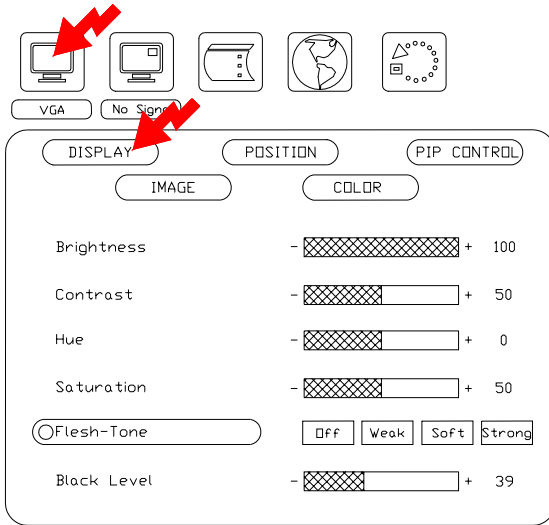 VGA No Signal
DISPLAY POSITION PIP CONTROL
IMAGE COLOR
Brightness - + 100
Contrast - + 50
Hue - + 0
Saturation - + 50
Flesh-Tone Off Weak Soft Strong
Black Level - + 39